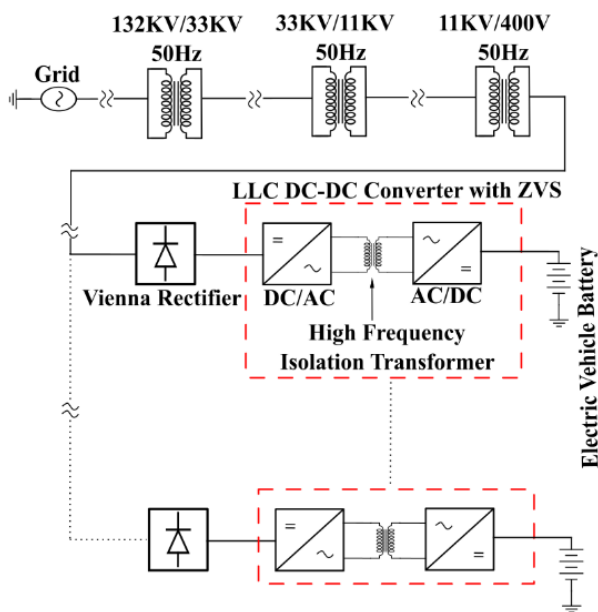 132KV/33KV
50Hz
33KV/11KV
50Hz
11KV/400V
50Hz
Grid
LLC DC-DC Converter with ZVS
Vienna Rectifier
DC/AC
AC/DC
High Frequency
Isolation Transformer
Electric Vehicle Battery